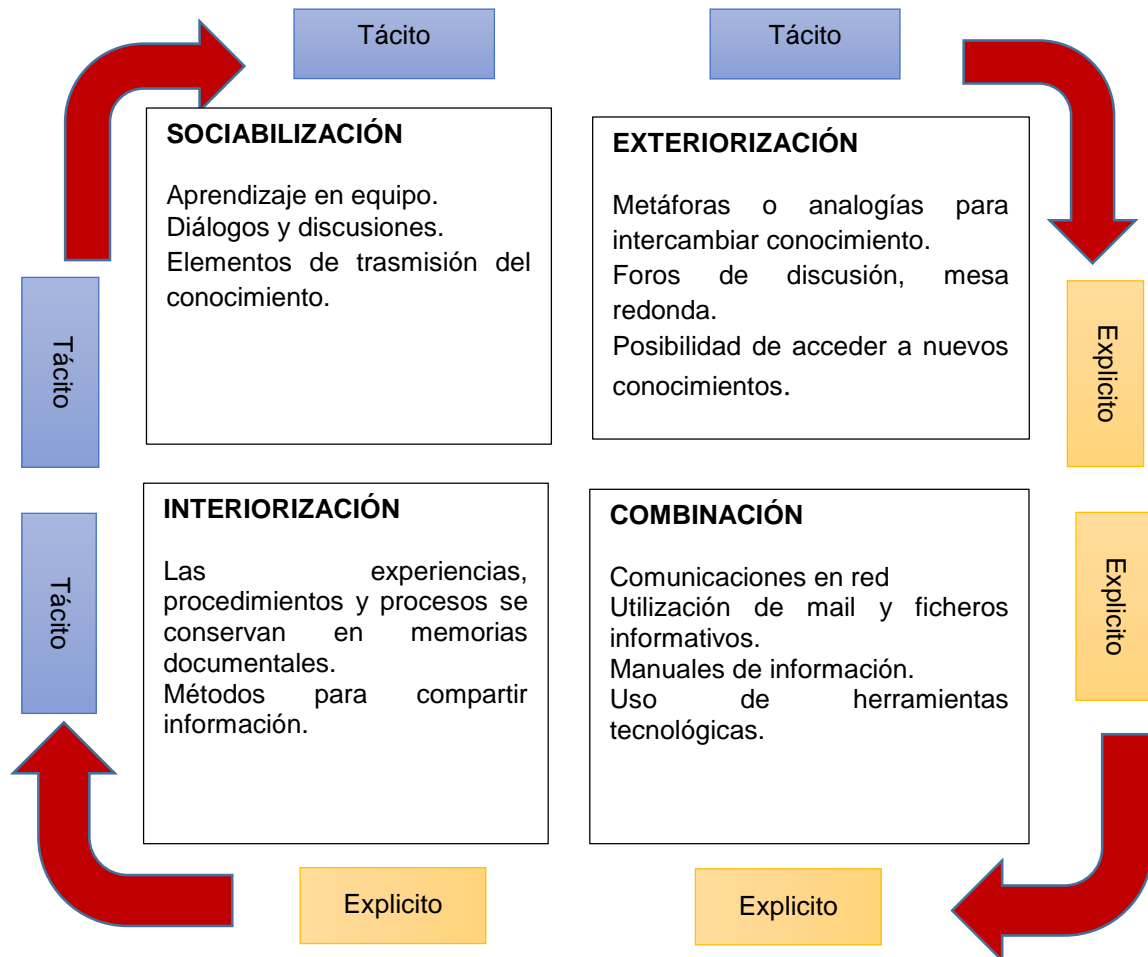 Tácito
Tácito
SOCIABILIZACIÓN
Aprendizaje en equipo.
Diálogos y discusiones.
Elementos de trasmisión del
conocimiento.
EXTERIORIZACIÓN
Metáforas o analogías para
intercambiar conocimiento.
Foros de discusión, mesa
redonda.
Posibilidad de acceder a nuevos
conocimientos.
Tácito
Explicito
INTERIORIZACIÓN
Las experiencias,
procedimientos y procesos se
conservan en memorias
documentales.
Métodos para compartir
información.
COMBINACIÓN
Comunicaciones en red
Utilización de mail y ficheros
informativos.
Manuales de información.
Uso de herramientas
tecnológicas.
Tácito
Explicito
Explicito
Explicito